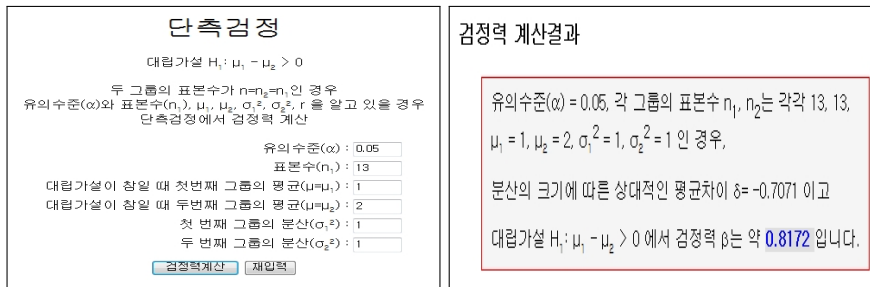 단측검정
대립가설 H₁: μ₁ - μ₂ > 0
두 그룹의 표본수가 n=n₂=n₁인 경우
유의수준(α)와 표본수(n₁), μ₁, μ₂, σ₁², σ₂², r 을 알고 있을 경우
단측검정에서 검정력 계산
유의수준(α) : 0.05
표본수(n₁) : 13
대립가설이 참일 때 첫번째 그룹의 평균(μ=μ₁) : 1
대립가설이 참일 때 두번째 그룹의 평균(μ=μ₂) : 2
첫 번째 그룹의 분산(σ₁²) : 1
두 번째 그룹의 분산(σ₂²) : 1
검정력계산 재입력
검정력 계산결과
유의수준(α) = 0.05, 각 그룹의 표본수 n₁, n₂는 각각 13, 13,
μ₁ = 1, μ₂ = 2, σ₁² = 1, σ₂² = 1 인 경우,
분산의 크기에 따른 상대적인 평균차이 δ= -0.7071 이고
대립가설 H₁: μ₁ - μ₂ > 0 에서 검정력 β는 약 0.8172 입니다.